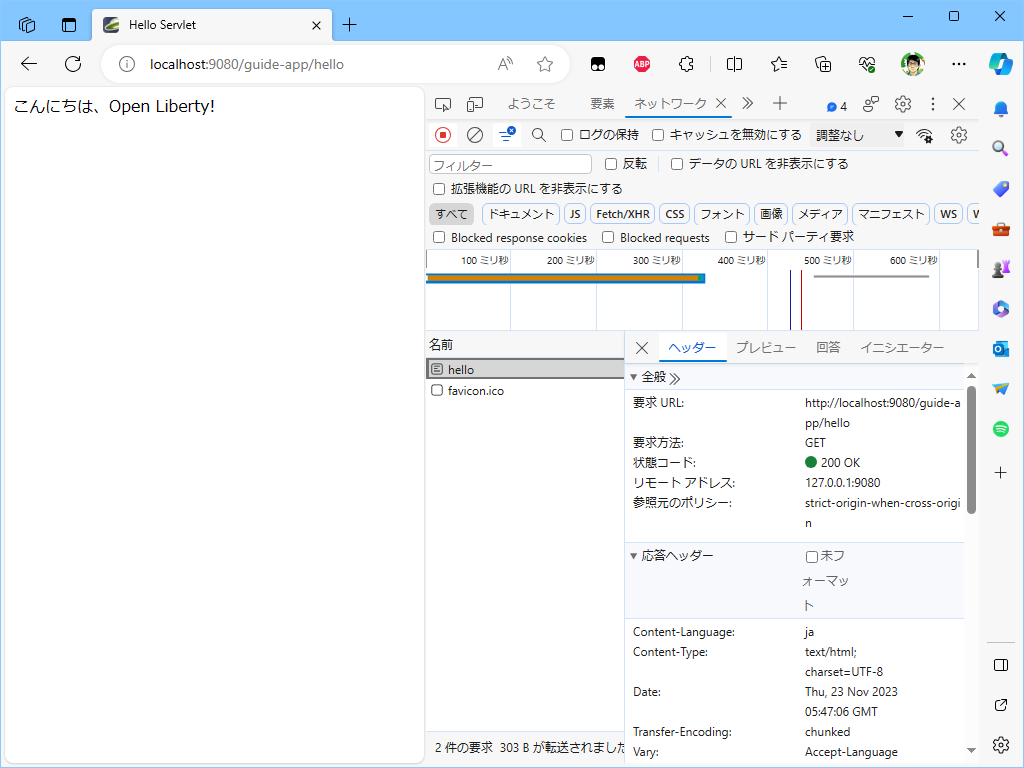 Hello Servlet
localhost:9080/guide-app/hello
ABP
こんにちは、Open Liberty!
ようこそ 要素 ネットワーク 4
ログの保持 キャッシュを無効にする 調整なし
フィルター 反転 データの URL を非表示にする
拡張機能の URL を非表示にする
すべて ドキュメント JS Fetch/XHR CSS フォント 画像 メディア マニフェスト WS
Blocked response cookies Blocked requests サード パーティ要求
100 ミリ秒 200 ミリ秒 300 ミリ秒 400 ミリ秒 500 ミリ秒 600 ミリ秒
名前
hello
favicon.ico
ヘッダー プレビュー 回答 イニシエーター
全般
要求 URL: http://localhost:9080/guide-a
pp/hello
要求方法: GET
状態コード: 200 OK
リモート アドレス: 127.0.0.1:9080
参照元のポリシー: strict-origin-when-cross-origi
n
応答ヘッダー 未フ
ォーマッ
ト
Content-Language: ja
Content-Type: text/html;
charset=UTF-8
Date: Thu, 23 Nov 2023
05:47:06 GMT
Transfer-Encoding: chunked
Vary: Accept-Language
2 件の要求 303 B が転送されました